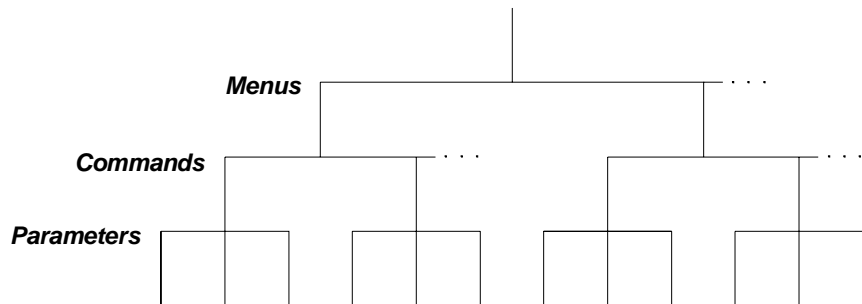 Menus
. . .
Commands
. . .
. . .
Parameters